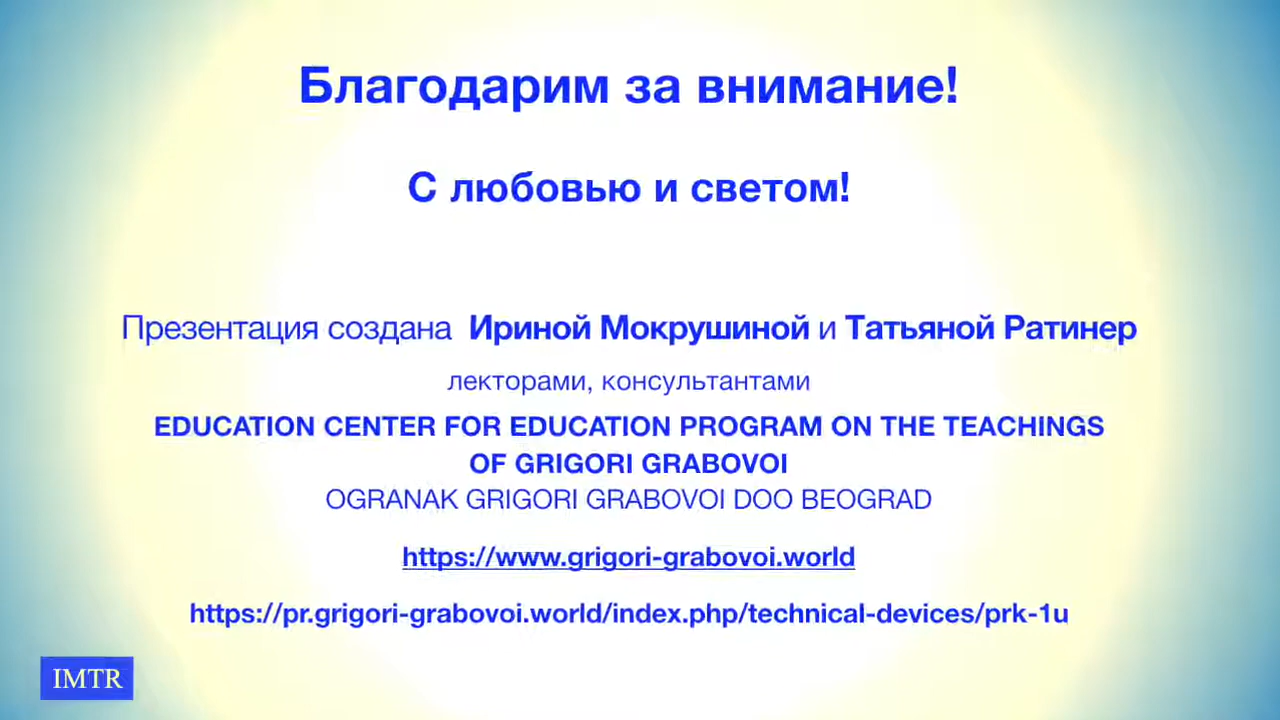 Благодарим за внимание!
С любовью и светом!
Презентация создана Ириной Мокрушиной и Татьяной Ратинер
лекторами, консультантами
EDUCATION CENTER FOR EDUCATION PROGRAM ON THE TEACHINGS
OF GRIGORI GRABOVOI
OGRANAK GRIGORI GRABOVOI DOO BEOGRAD
https://www.grigori-grabovoi.world
https://pr.grigori-grabovoi.world/index.php/technical-devices/prk-1u
IMTR